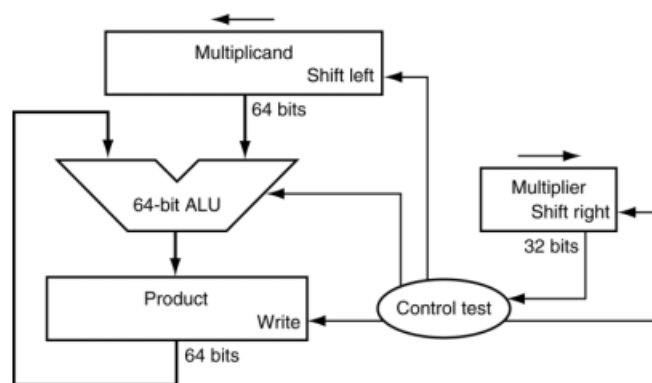 Multiplicand
Shift left
64 bits
64-bit ALU
Multiplier
Shift right
32 bits
Product
Write
Control test
64 bits